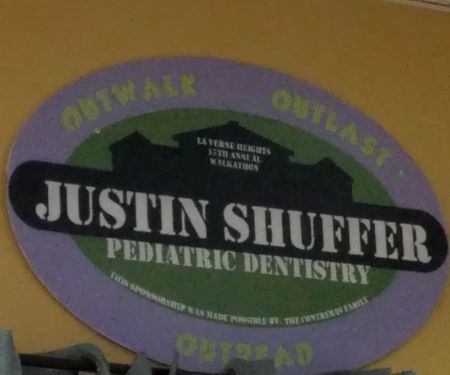 OUTWALK OUTLAST
LA VERNE HEIGHTS
15TH ANNUAL
WALKATHON
JUSTIN SHUFFER
PEDIATRIC DENTISTRY
THIS SPONSORSHIP WAS MADE POSSIBLE BY: THE CONTRERAS FAMILY
OUTREAD